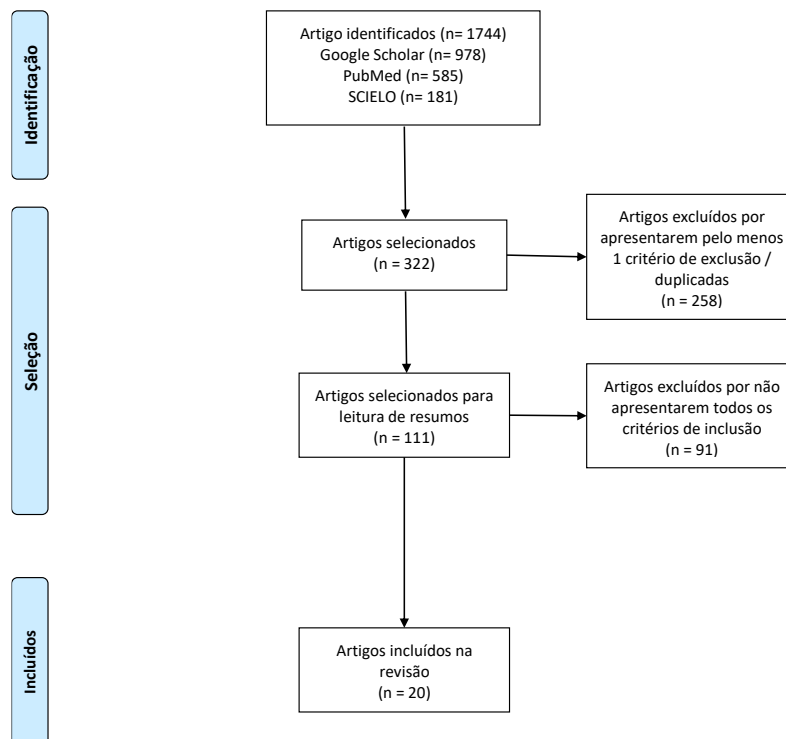 Identificação
Artigo identificados (n= 1744)
Google Scholar (n= 978)
PubMed (n= 585)
SCIELO (n= 181)
Seleção
Artigos selecionados
(n = 322)
Artigos excluídos por
apresentarem pelo menos
1 critério de exclusão /
duplicadas
(n = 258)
Artigos selecionados para
leitura de resumos
(n = 111)
Artigos excluídos por não
apresentarem todos os
critérios de inclusão
(n = 91)
Incluídos
Artigos incluídos na
revisão
(n = 20)